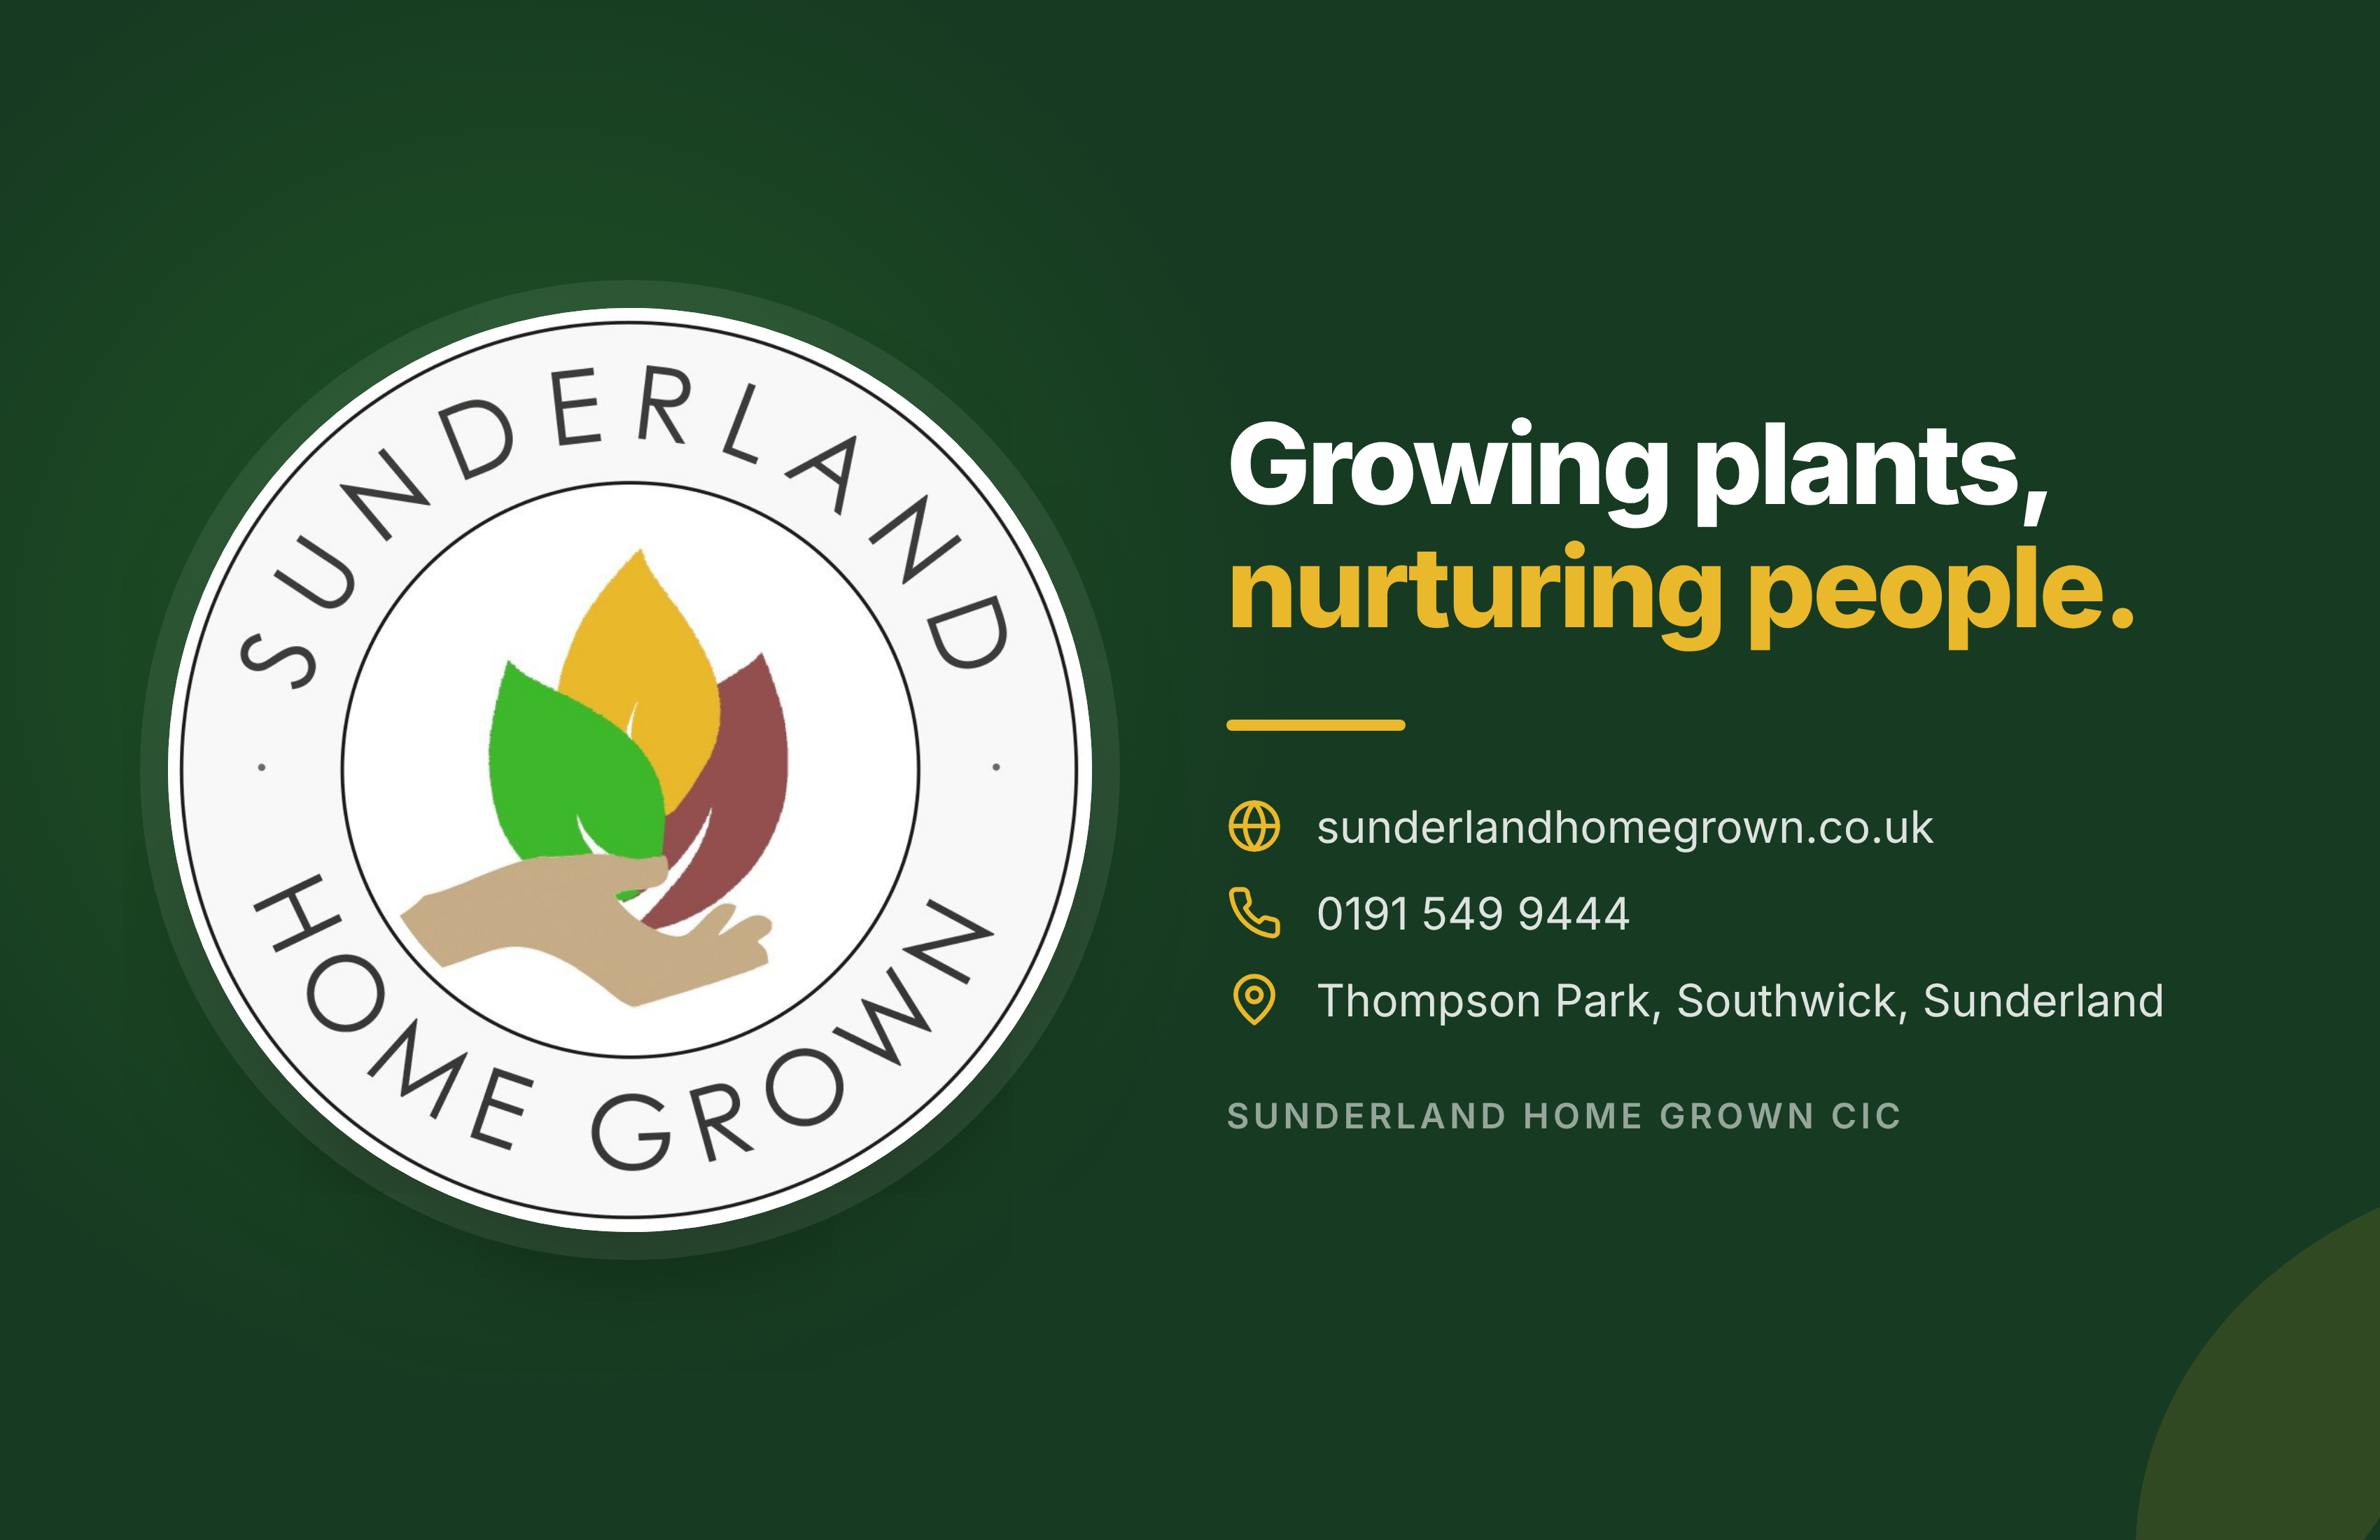 SUNDERLAND
HOME GROWN
Growing plants,
nurturing people.
sunderlandhomegrown.co.uk
0191 549 9444
Thompson Park, Southwick, Sunderland
SUNDERLAND HOME GROWN CIC